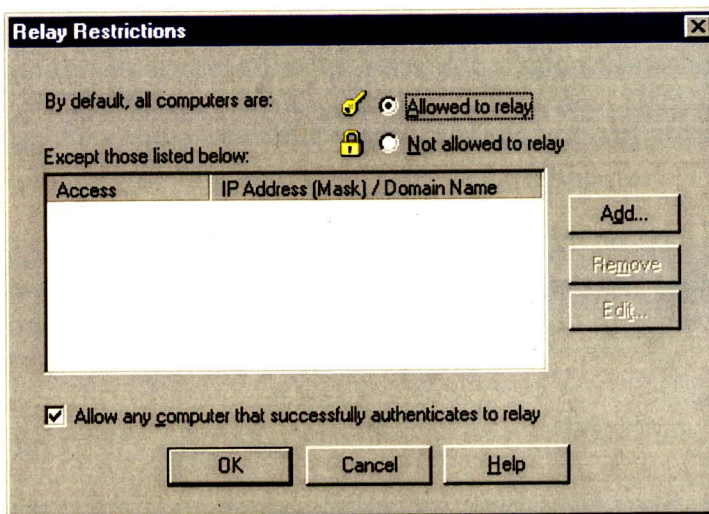 Relay Restrictions
By default, all computers are:
Allowed to relay
Not allowed to relay
Except those listed below:
Access IP Address (Mask) / Domain Name
Add...
Remove
Edit...
Allow any computer that successfully authenticates to relay
OK Cancel Help